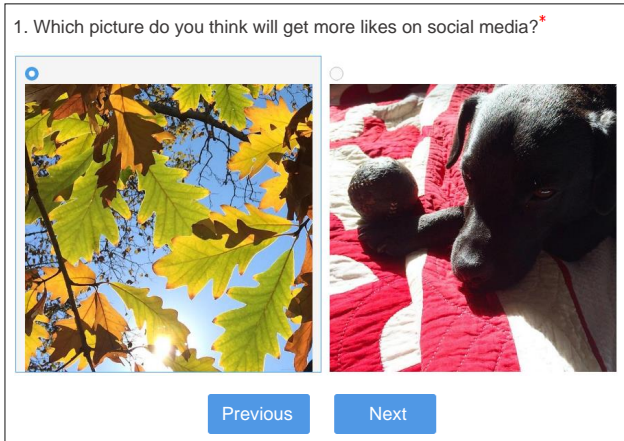 1. Which picture do you think will get more likes on social media?*
Previous Next